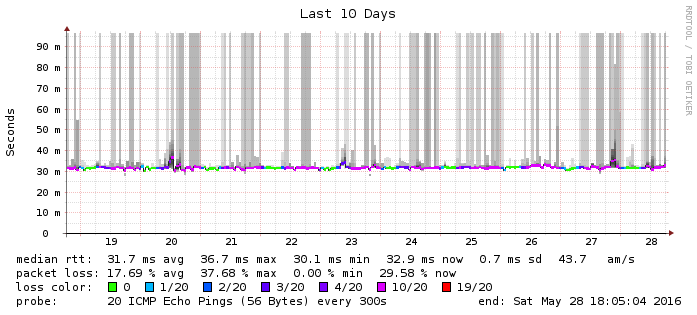 Last 10 Days
RRDTOOL / TOBI OETIKER
Seconds
90 m
80 m
70 m
60 m
50 m
40 m
30 m
20 m
10 m
0
19 20 21 22 23 24 25 26 27 28
median rtt: 31.7 ms avg 36.7 ms max 30.1 ms min 32.9 ms now 0.7 ms sd 43.7 am/s
packet loss: 17.69 % avg 37.68 % max 0.00 % min 29.58 % now
loss color: 0 1/20 2/20 3/20 4/20 10/20 19/20
probe: 20 ICMP Echo Pings (56 Bytes) every 300s end: Sat May 28 18:05:04 2016